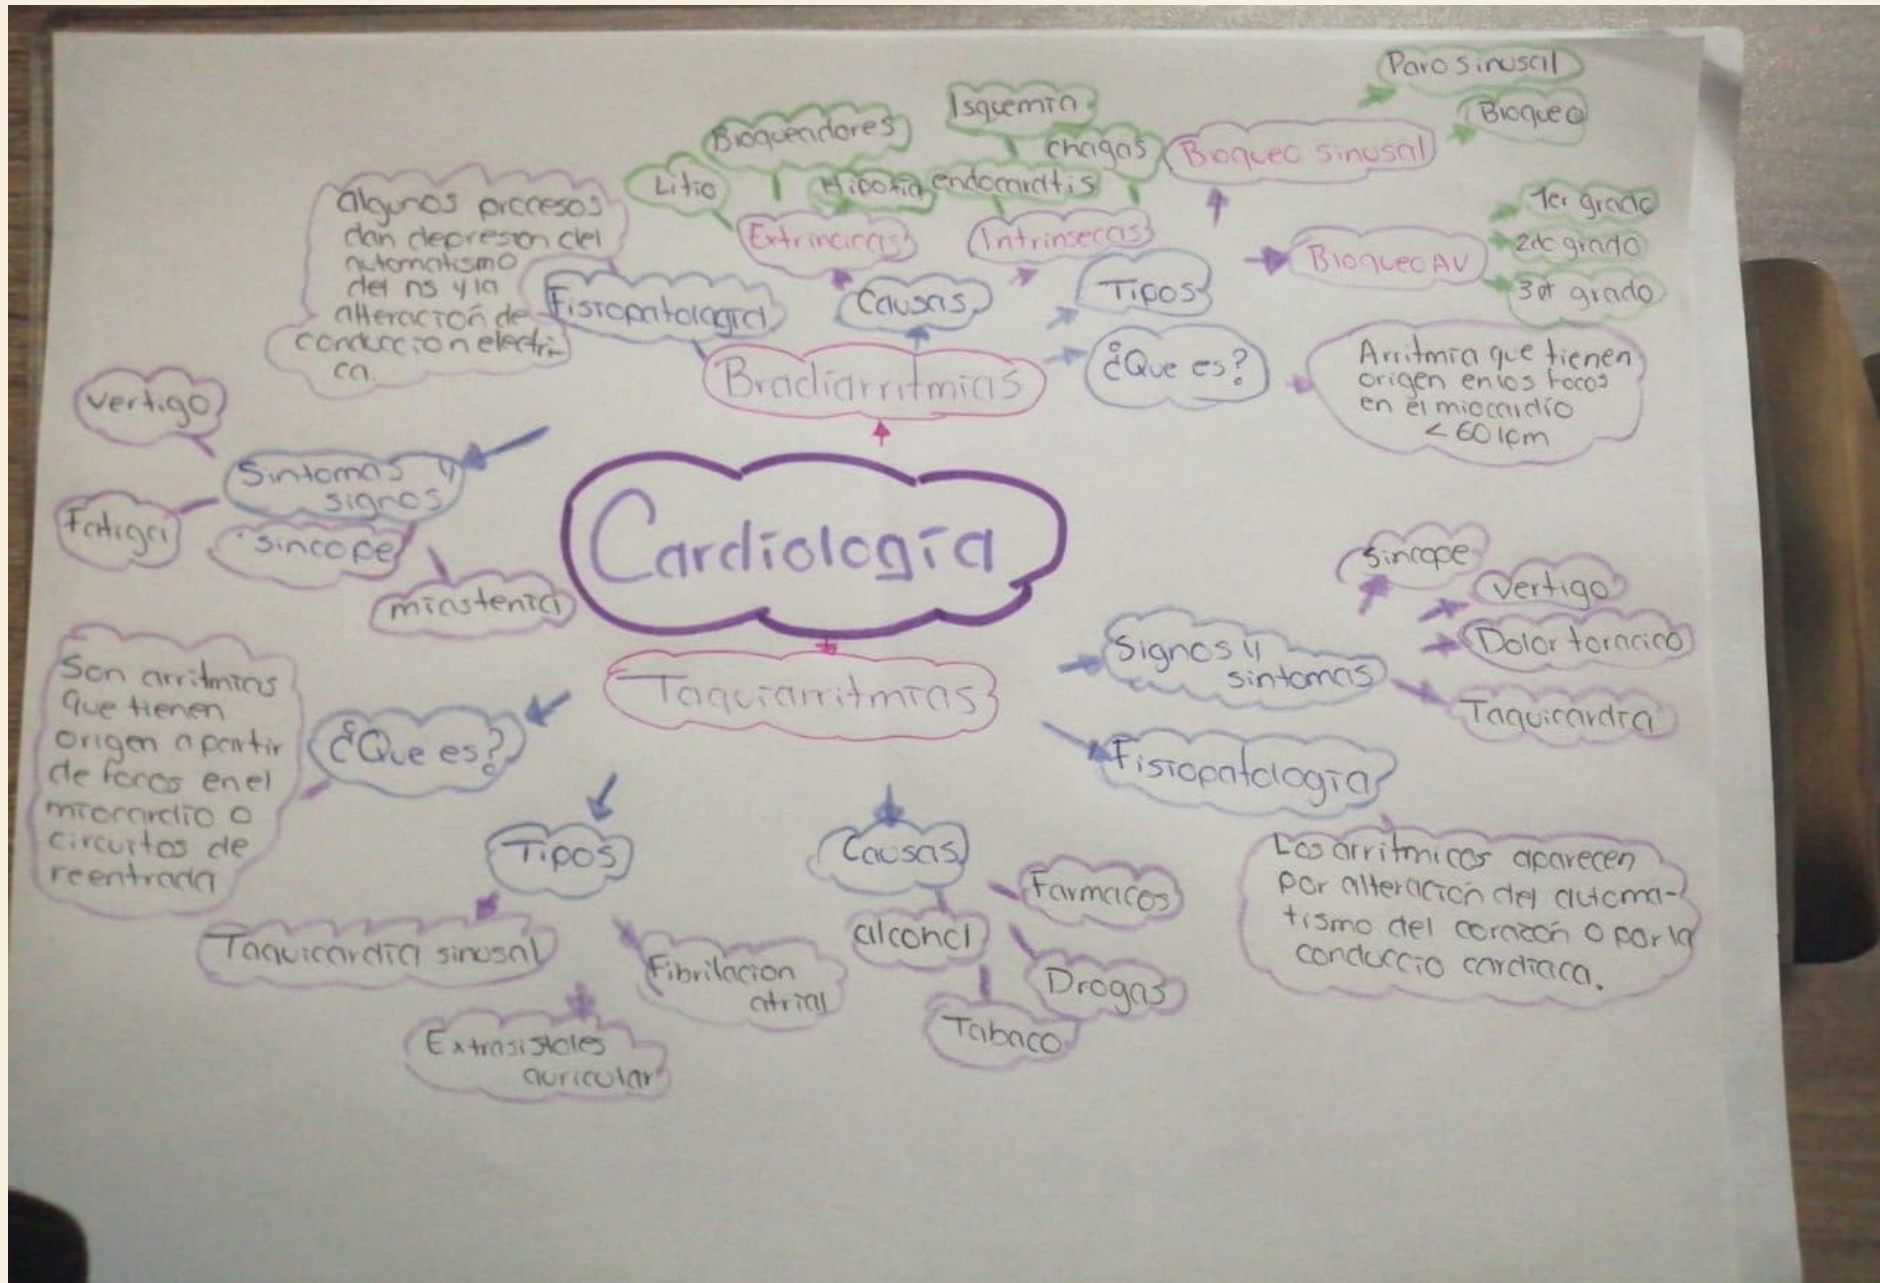 Paro sinusal
Bloqueo
Isquemia
Bloqueadores
chagas
Bloqueo sinusal
Litio
Hipoxia
endocarditis
1er grado
algunos procesos
dan depresion del
automatismo
del ns y la
alteración de
conduccion electri-
ca.
Extrincicas
Intrinsecas
2do grado
Bloqueo AV
3er grado
Fisiopatologia
Causas
Tipos
¿Que es?
Bradiarritmias
Arritmia que tienen
origen en los focos
en el miocardio
< 60 lpm
vertigo
Sintomas y
signos
Fatiga
sincope
miastenia
Cardiología
sincope
vertigo
Signos y
sintomas
Dolor toracico
Taquicardia
Taquiarritmias
Son arritmias
que tienen
origen a partir
de focos en el
miocardio o
circuitos de
reentrada
¿Que es?
Fisiopatología
Tipos
Causas
Los arritmicos aparecen
por alteración del automa-
tismo del corazón o por la
conduccio cardiaca.
Farmacos
alcohol
Taquicardia sinusal
Fibrilacion
atrial
Drogas
Tabaco
Extrasistoles
auricular